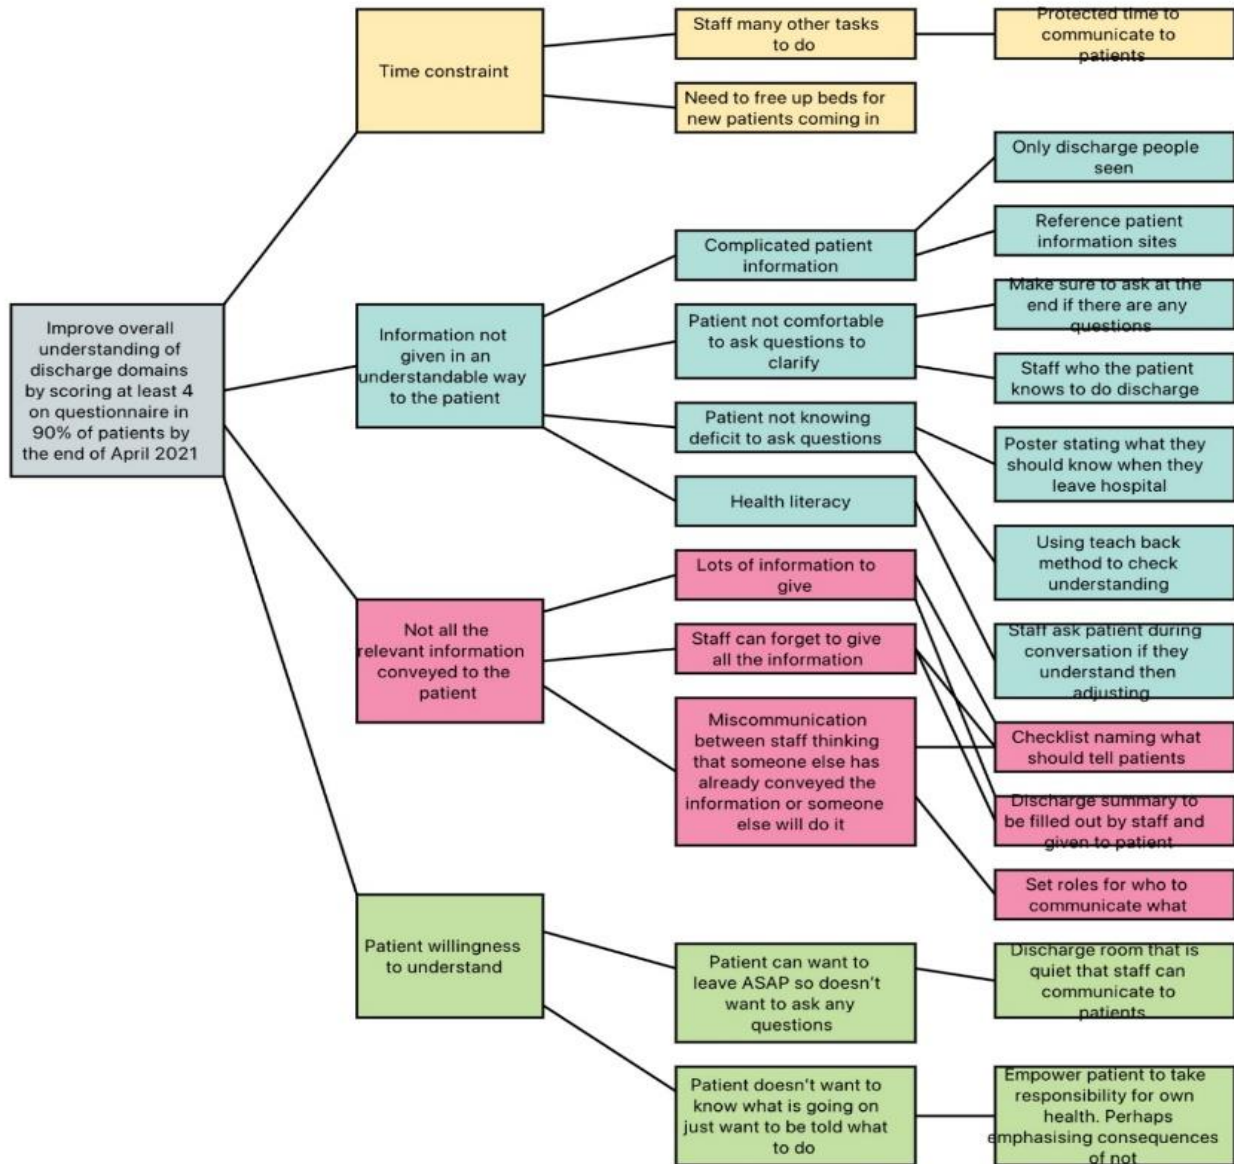 Improve overall
understanding of
discharge domains
by scoring at least 4
on questionnaire in
90% of patients by
the end of April 2021
Time constraint
Staff many other tasks
to do
Protected time to
communicate to
patients
Need to free up beds for
new patients coming in
Information not
given in an
understandable way
to the patient
Complicated patient
information
Only discharge people
seen
Reference patient
information sites
Patient not comfortable
to ask questions to
clarify
Make sure to ask at the
end if there are any
questions
Staff who the patient
knows to do discharge
Patient not knowing
deficit to ask questions
Poster stating what they
should know when they
leave hospital
Using teach back
method to check
understanding
Health literacy
Staff ask patient during
conversation if they
understand then
adjusting
Not all the
relevant information
conveyed to the
patient
Lots of information to
give
Staff can forget to give
all the information
Miscommunication
between staff thinking
that someone else has
already conveyed the
information or someone
else will do it
Checklist naming what
should tell patients
Discharge summary to
be filled out by staff and
given to patient
Set roles for who to
communicate what
Patient willingness
to understand
Patient can want to
leave ASAP so doesn't
want to ask any
questions
Discharge room that is
quiet that staff can
communicate to
patients
Patient doesn't want to
know what is going on
just want to be told what
to do
Empower patient to take
responsibility for own
health. Perhaps
emphasising consequences
of not